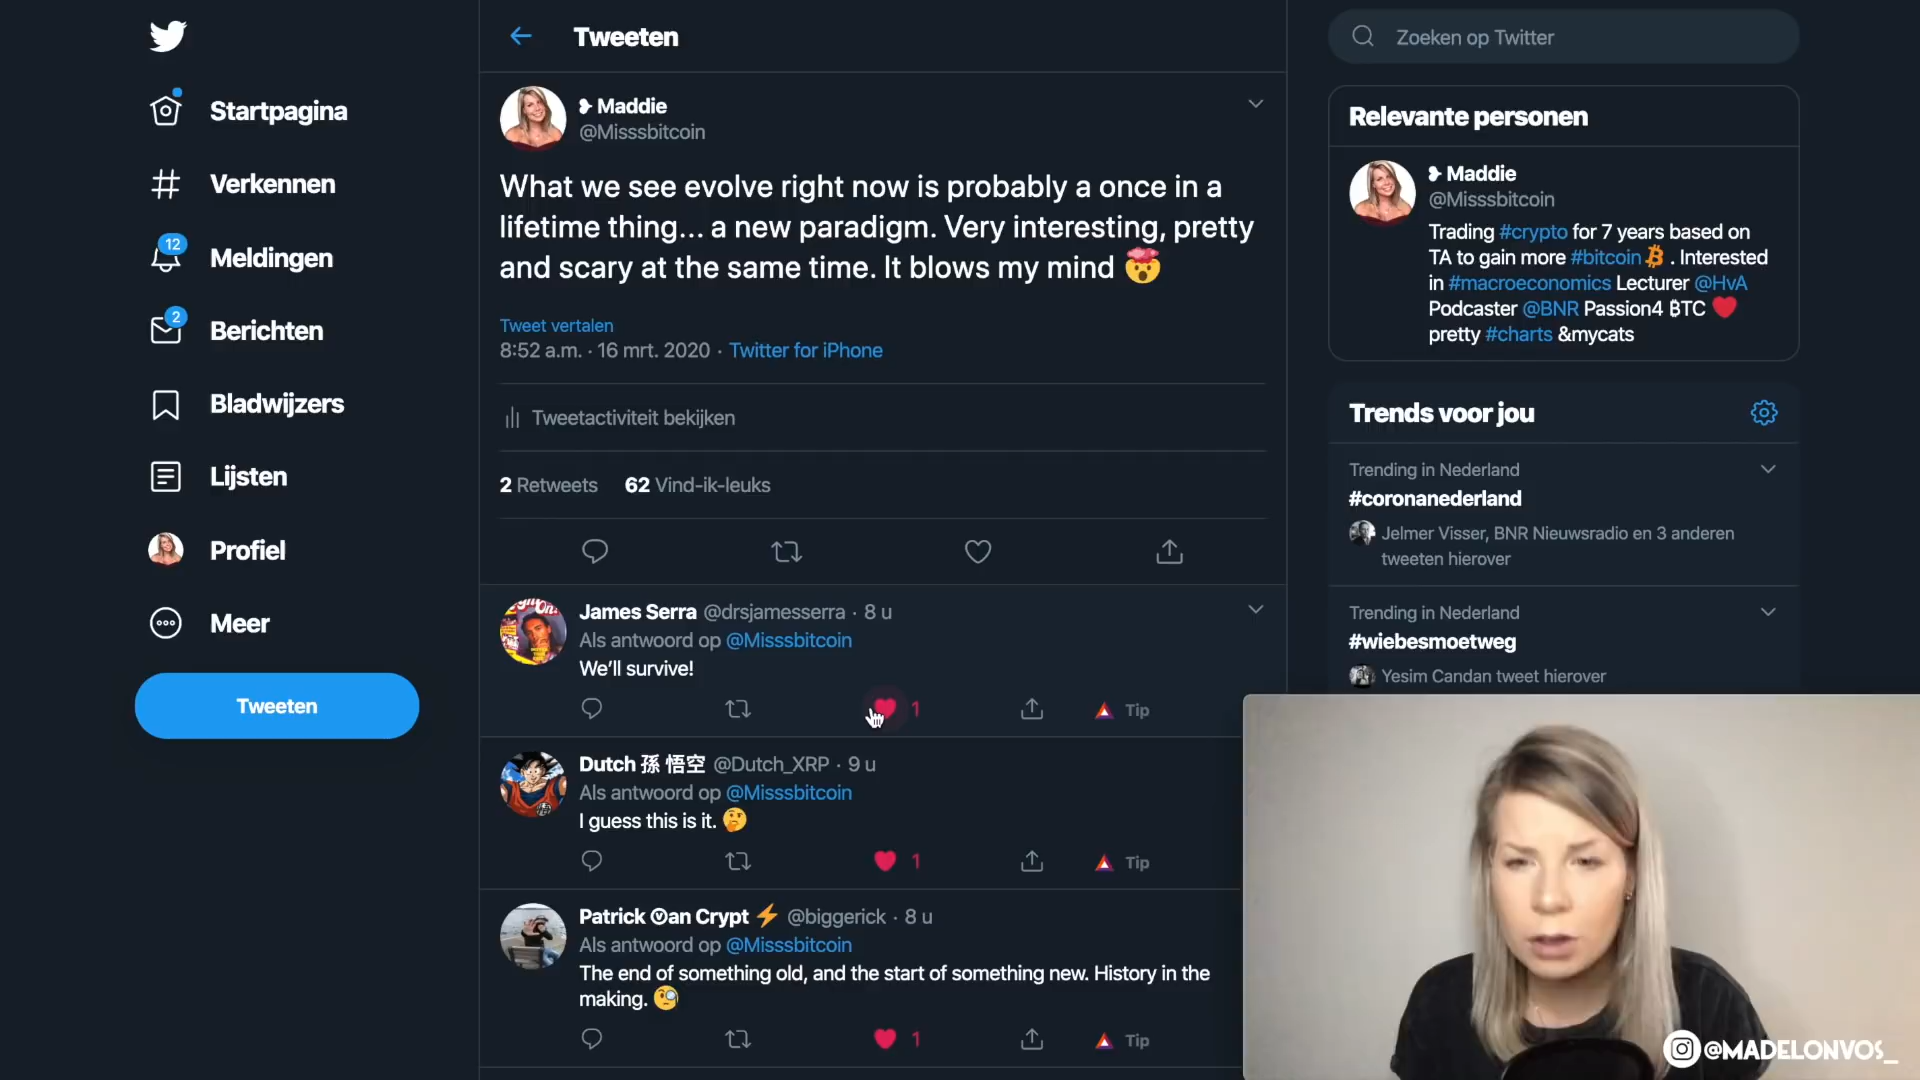 Startpagina
Verkennen
12
Meldingen
2
Berichten
Bladwijzers
Lijsten
Profiel
Meer
Tweeten
Tweeten
Maddie
@Misssbitcoin
What we see evolve right now is probably a once in a
lifetime thing... a new paradigm. Very interesting, pretty
and scary at the same time. It blows my mind 🤯
Tweet vertalen
8:52 a.m. · 16 mrt. 2020 · Twitter for iPhone
Tweetactiviteit bekijken
2 Retweets 62 Vind-ik-leuks
James Serra @drsjamesserra · 8 u
Als antwoord op @Misssbitcoin
We’ll survive!
1 Tip
Dutch 孫 悟空 @Dutch_XRP · 9 u
Als antwoord op @Misssbitcoin
I guess this is it. 🤔
1 Tip
Patrick Ⓥan Crypt ⚡ @biggerick · 8 u
Als antwoord op @Misssbitcoin
The end of something old, and the start of something new. History in the
making. 🧐
1 Tip
Zoeken op Twitter
Relevante personen
Maddie
@Misssbitcoin
Trading #crypto for 7 years based on
TA to gain more #bitcoin₿ . Interested
in #macroeconomics Lecturer @HvA
Podcaster @BNR Passion4 ₿TC ❤️
pretty #charts &mycats
Trends voor jou
Trending in Nederland
#coronanederland
Jelmer Visser, BNR Nieuwsradio en 3 anderen
tweeten hierover
Trending in Nederland
#wiebesmoetweg
Yesim Candan tweet hierover
@MADELONVOS_